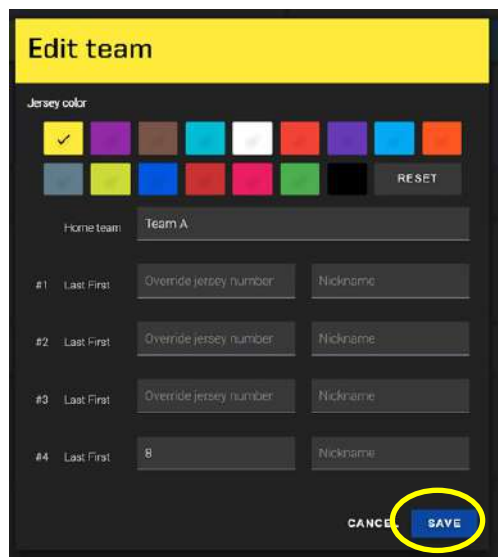 Edit team
Jersey color
RESET
Home team Team A
#1 Last First Override jersey number Nickname
#2 Last First Override jersey number Nickname
#3 Last First Override jersey number Nickname
#4 Last First 8 Nickname
CANCEL SAVE